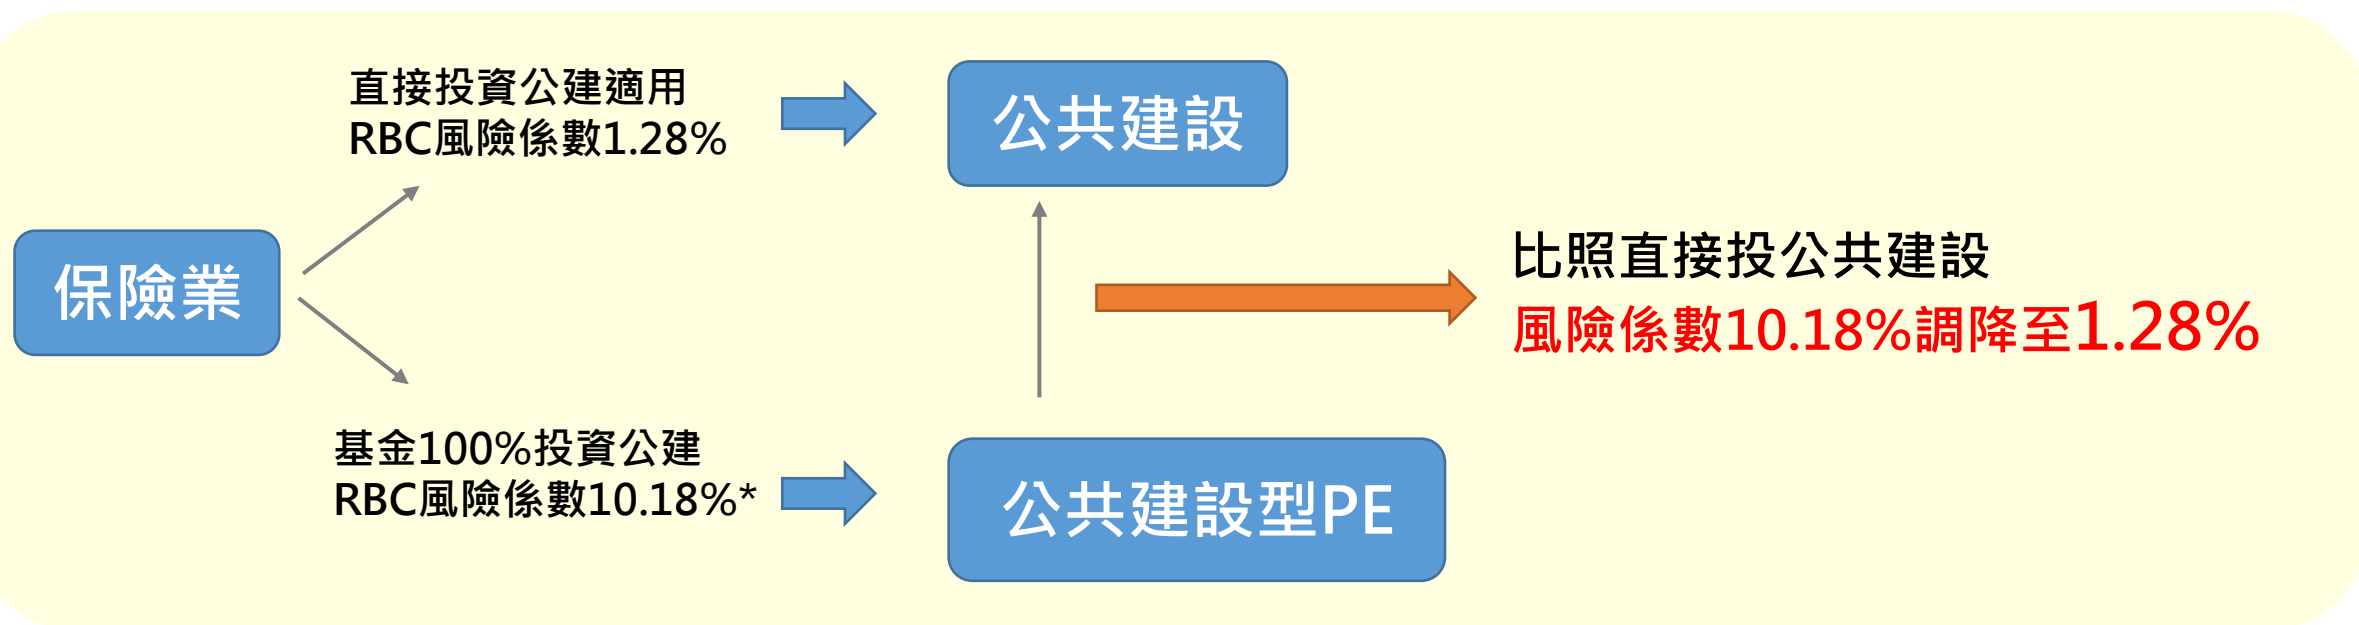 直接投資公建適用
RBC風險係數1.28%
公共建設
保險業
比照直接投公共建設
風險係數10.18%調降至1.28%
基金100%投資公建
RBC風險係數10.18%*
公共建設型PE